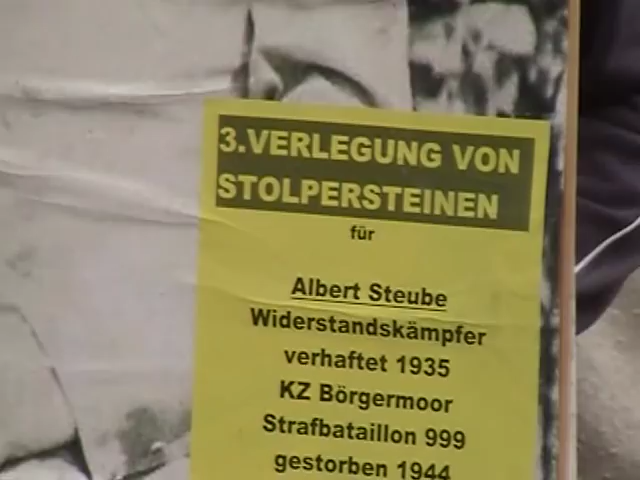 3.VERLEGUNG VON
STOLPERSTEINEN
für
Albert Steube
Widerstandskämpfer
verhaftet 1935
KZ Börgermoor
Strafbataillon 999
gestorben 1944